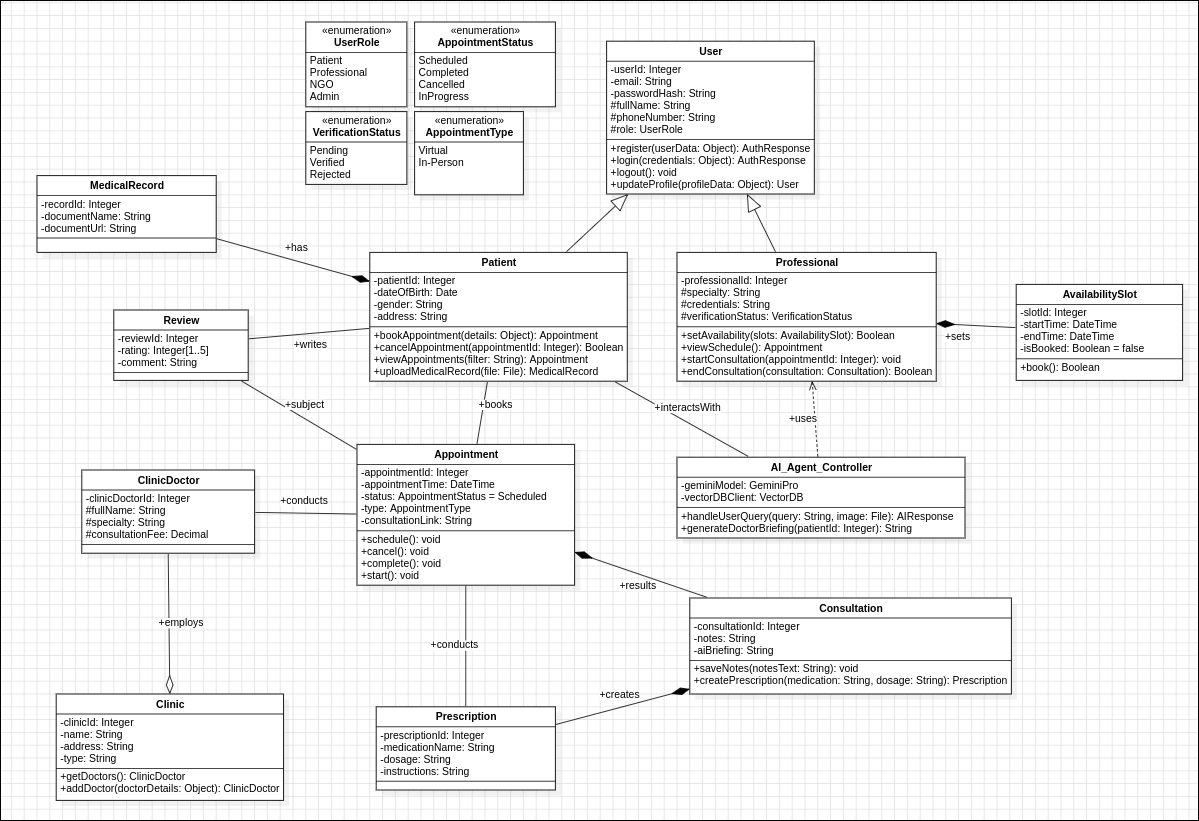 «enumeration»
UserRole
Patient
Professional
NGO
Admin
«enumeration»
AppointmentStatus
Scheduled
Completed
Cancelled
InProgress
«enumeration»
VerificationStatus
Pending
Verified
Rejected
«enumeration»
AppointmentType
Virtual
In-Person
User
-userId: Integer
-email: String
-passwordHash: String
#fullName: String
#phoneNumber: String
#role: UserRole
+register(userData: Object): AuthResponse
+login(credentials: Object): AuthResponse
+logout(): void
+updateProfile(profileData: Object): User
MedicalRecord
-recordId: Integer
-documentName: String
-documentUrl: String
+has
Patient
-patientId: Integer
-dateOfBirth: Date
-gender: String
-address: String
+bookAppointment(details: Object): Appointment
+cancelAppointment(appointmentId: Integer): Boolean
+viewAppointments(filter: String): Appointment
+uploadMedicalRecord(file: File): MedicalRecord
Professional
-professionalId: Integer
#specialty: String
#credentials: String
#verificationStatus: VerificationStatus
+setAvailability(slots: AvailabilitySlot): Boolean
+viewSchedule(): Appointment
+startConsultation(appointmentId: Integer): void
+endConsultation(consultation: Consultation): Boolean
+sets
AvailabilitySlot
-slotId: Integer
-startTime: DateTime
-endTime: DateTime
-isBooked: Boolean = false
+book(): Boolean
Review
-reviewId: Integer
-rating: Integer[1..5]
-comment: String
+writes
+subject
+books
+interactsWith
+uses
Appointment
-appointmentId: Integer
-appointmentTime: DateTime
-status: AppointmentStatus = Scheduled
-type: AppointmentType
-consultationLink: String
+schedule(): void
+cancel(): void
+complete(): void
+start(): void
AI_Agent_Controller
-geminiModel: GeminiPro
-vectorDBClient: VectorDB
+handleUserQuery(query: String, image: File): AIResponse
+generateDoctorBriefing(patientId: Integer): String
ClinicDoctor
-clinicDoctorId: Integer
#fullName: String
#specialty: String
#consultationFee: Decimal
+conducts
+results
Consultation
-consultationId: Integer
-notes: String
-aiBriefing: String
+saveNotes(notesText: String): void
+createPrescription(medication: String, dosage: String): Prescription
+employs
+conducts
+creates
Clinic
-clinicId: Integer
-name: String
-address: String
-type: String
+getDoctors(): ClinicDoctor
+addDoctor(doctorDetails: Object): ClinicDoctor
Prescription
-prescriptionId: Integer
-medicationName: String
-dosage: String
-instructions: String